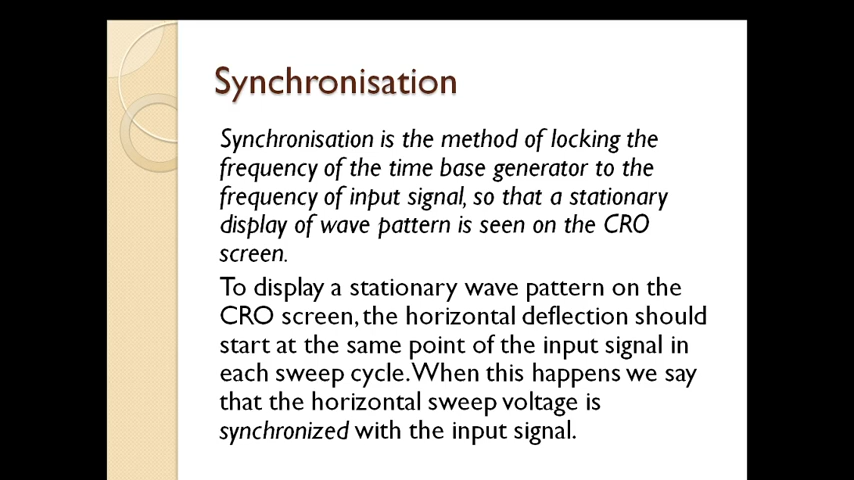 Synchronisation
Synchronisation is the method of locking the
frequency of the time base generator to the
frequency of input signal, so that a stationary
display of wave pattern is seen on the CRO
screen.
To display a stationary wave pattern on the
CRO screen, the horizontal deflection should
start at the same point of the input signal in
each sweep cycle. When this happens we say
that the horizontal sweep voltage is
synchronized with the input signal.